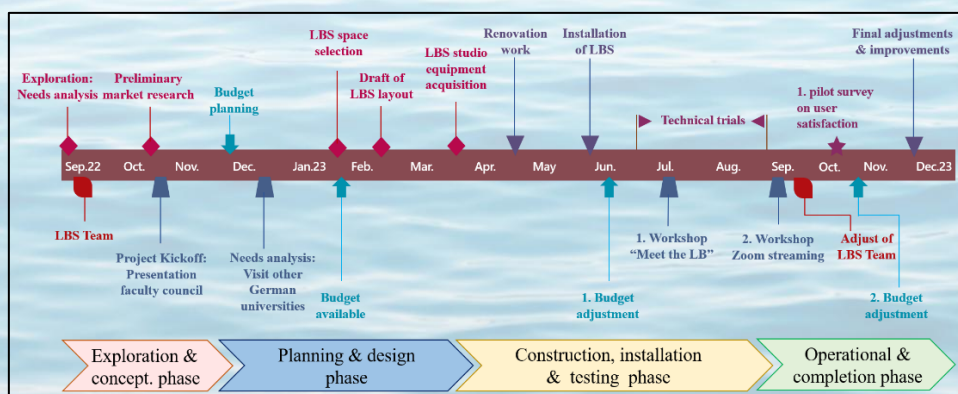 LBS space
selection
Renovation
work
Installation
of LBS
Final adjustments
& improvements
Exploration:
Needs analysis
Preliminary
market research
Budget
planning
Draft of
LBS layout
LBS studio
equipment
acquisition
Technical trials
1. pilot survey
on user
satisfaction
Sep.22 Oct. Nov. Dec. Jan.23 Feb. Mar. Apr. May Jun. Jul. Aug. Sep. Oct. Nov. Dec.23
LBS Team
Project Kickoff:
Presentation
faculty council
Needs analysis:
Visit other
German
universities
Budget
available
1. Budget
adjustment
1. Workshop
“Meet the LB”
2. Workshop
Zoom streaming
Adjust of
LBS Team
2. Budget
adjustment
Exploration &
concept. phase
Planning & design
phase
Construction, installation
& testing phase
Operational &
completion phase